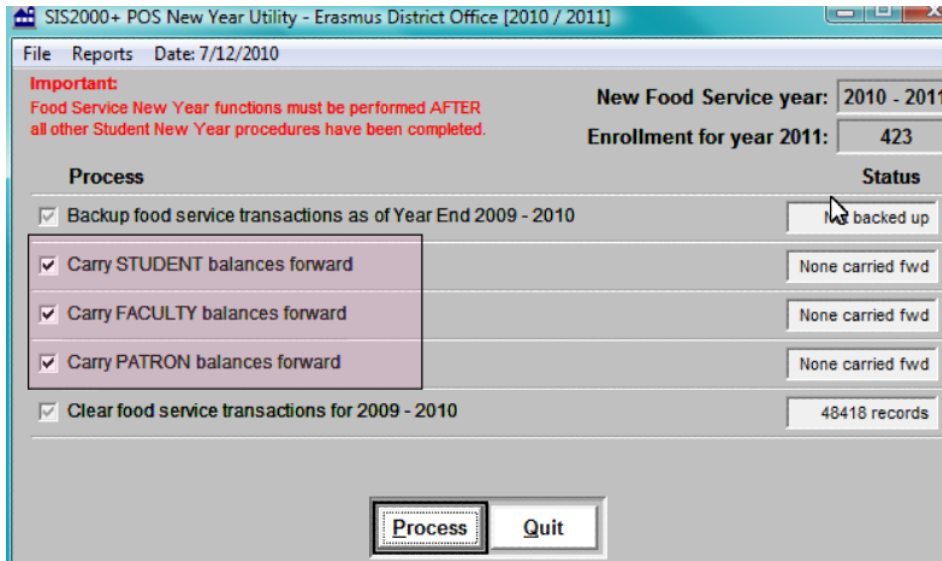 SIS2000+ POS New Year Utility - Erasmus District Office [2010 / 2011]
File Reports Date: 7/12/2010
Important:
Food Service New Year functions must be performed AFTER
all other Student New Year procedures have been completed.
New Food Service year: 2010 - 2011
Enrollment for year 2011: 423
Process Status
Backup food service transactions as of Year End 2009 - 2010 backed up
Carry STUDENT balances forward None carried fwd
Carry FACULTY balances forward None carried fwd
Carry PATRON balances forward None carried fwd
Clear food service transactions for 2009 - 2010 48418 records
Process Quit